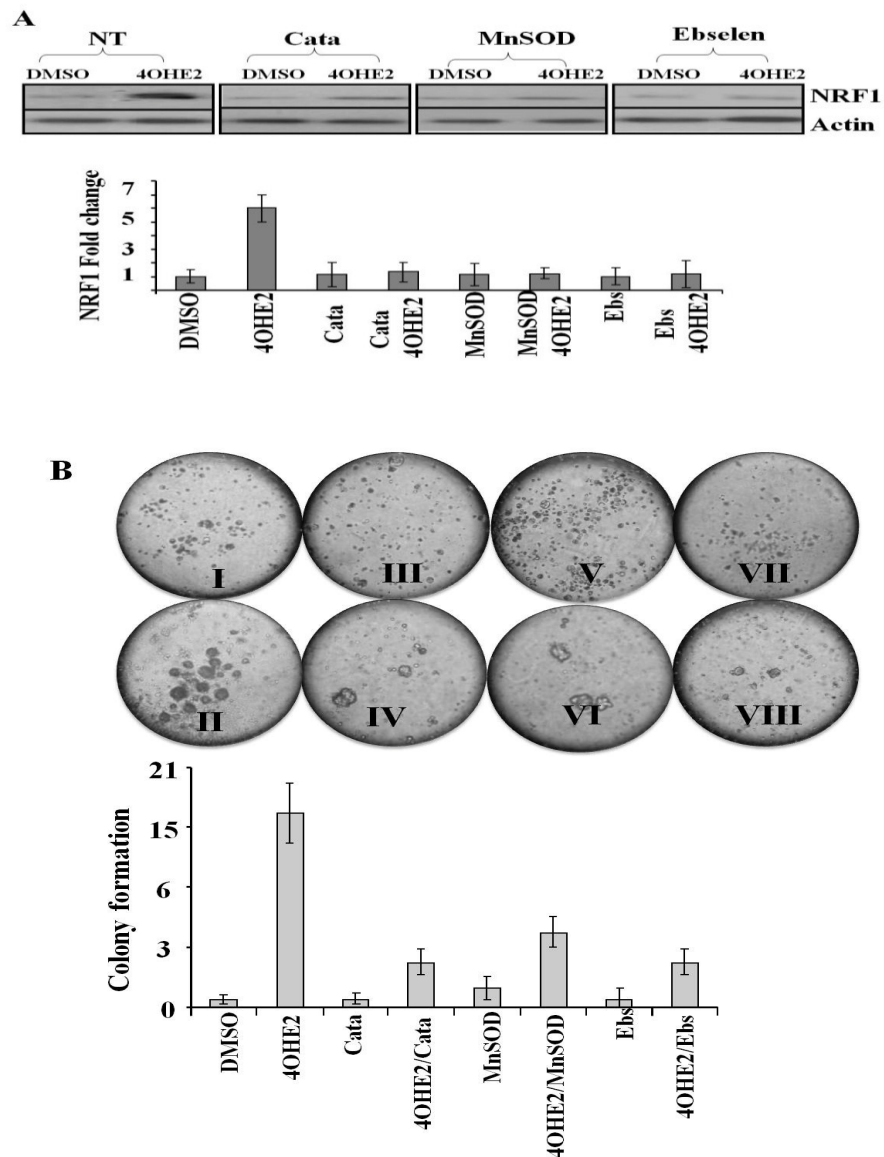 A
NT Cata MnSOD Ebselen
DMSO 4OHE2 DMSO 4OHE2 DMSO 4OHE2 DMSO 4OHE2
NRF1
Actin
NRF1 Fold change
7
5
3
1
DMSO
4OHE2
Cata
Cata
4OHE2
MnSOD
MnSOD
4OHE2
Ebs
Ebs
4OHE2
B
I III V VII
II IV VI VIII
Colony formation
21
15
6
3
0
DMSO
4OHE2
Cata
4OHE2/Cata
MnSOD
4OHE2/MnSOD
Ebs
4OHE2/Ebs